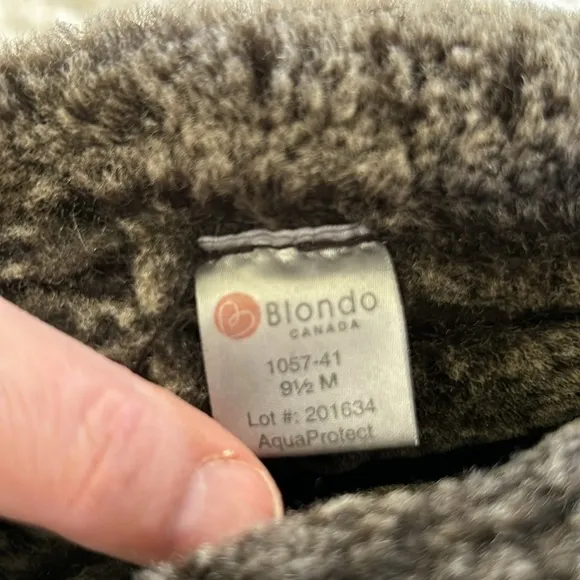 Blondo
CANADA
1057-41
9½ M
Lot #: 201634
AquaProtect